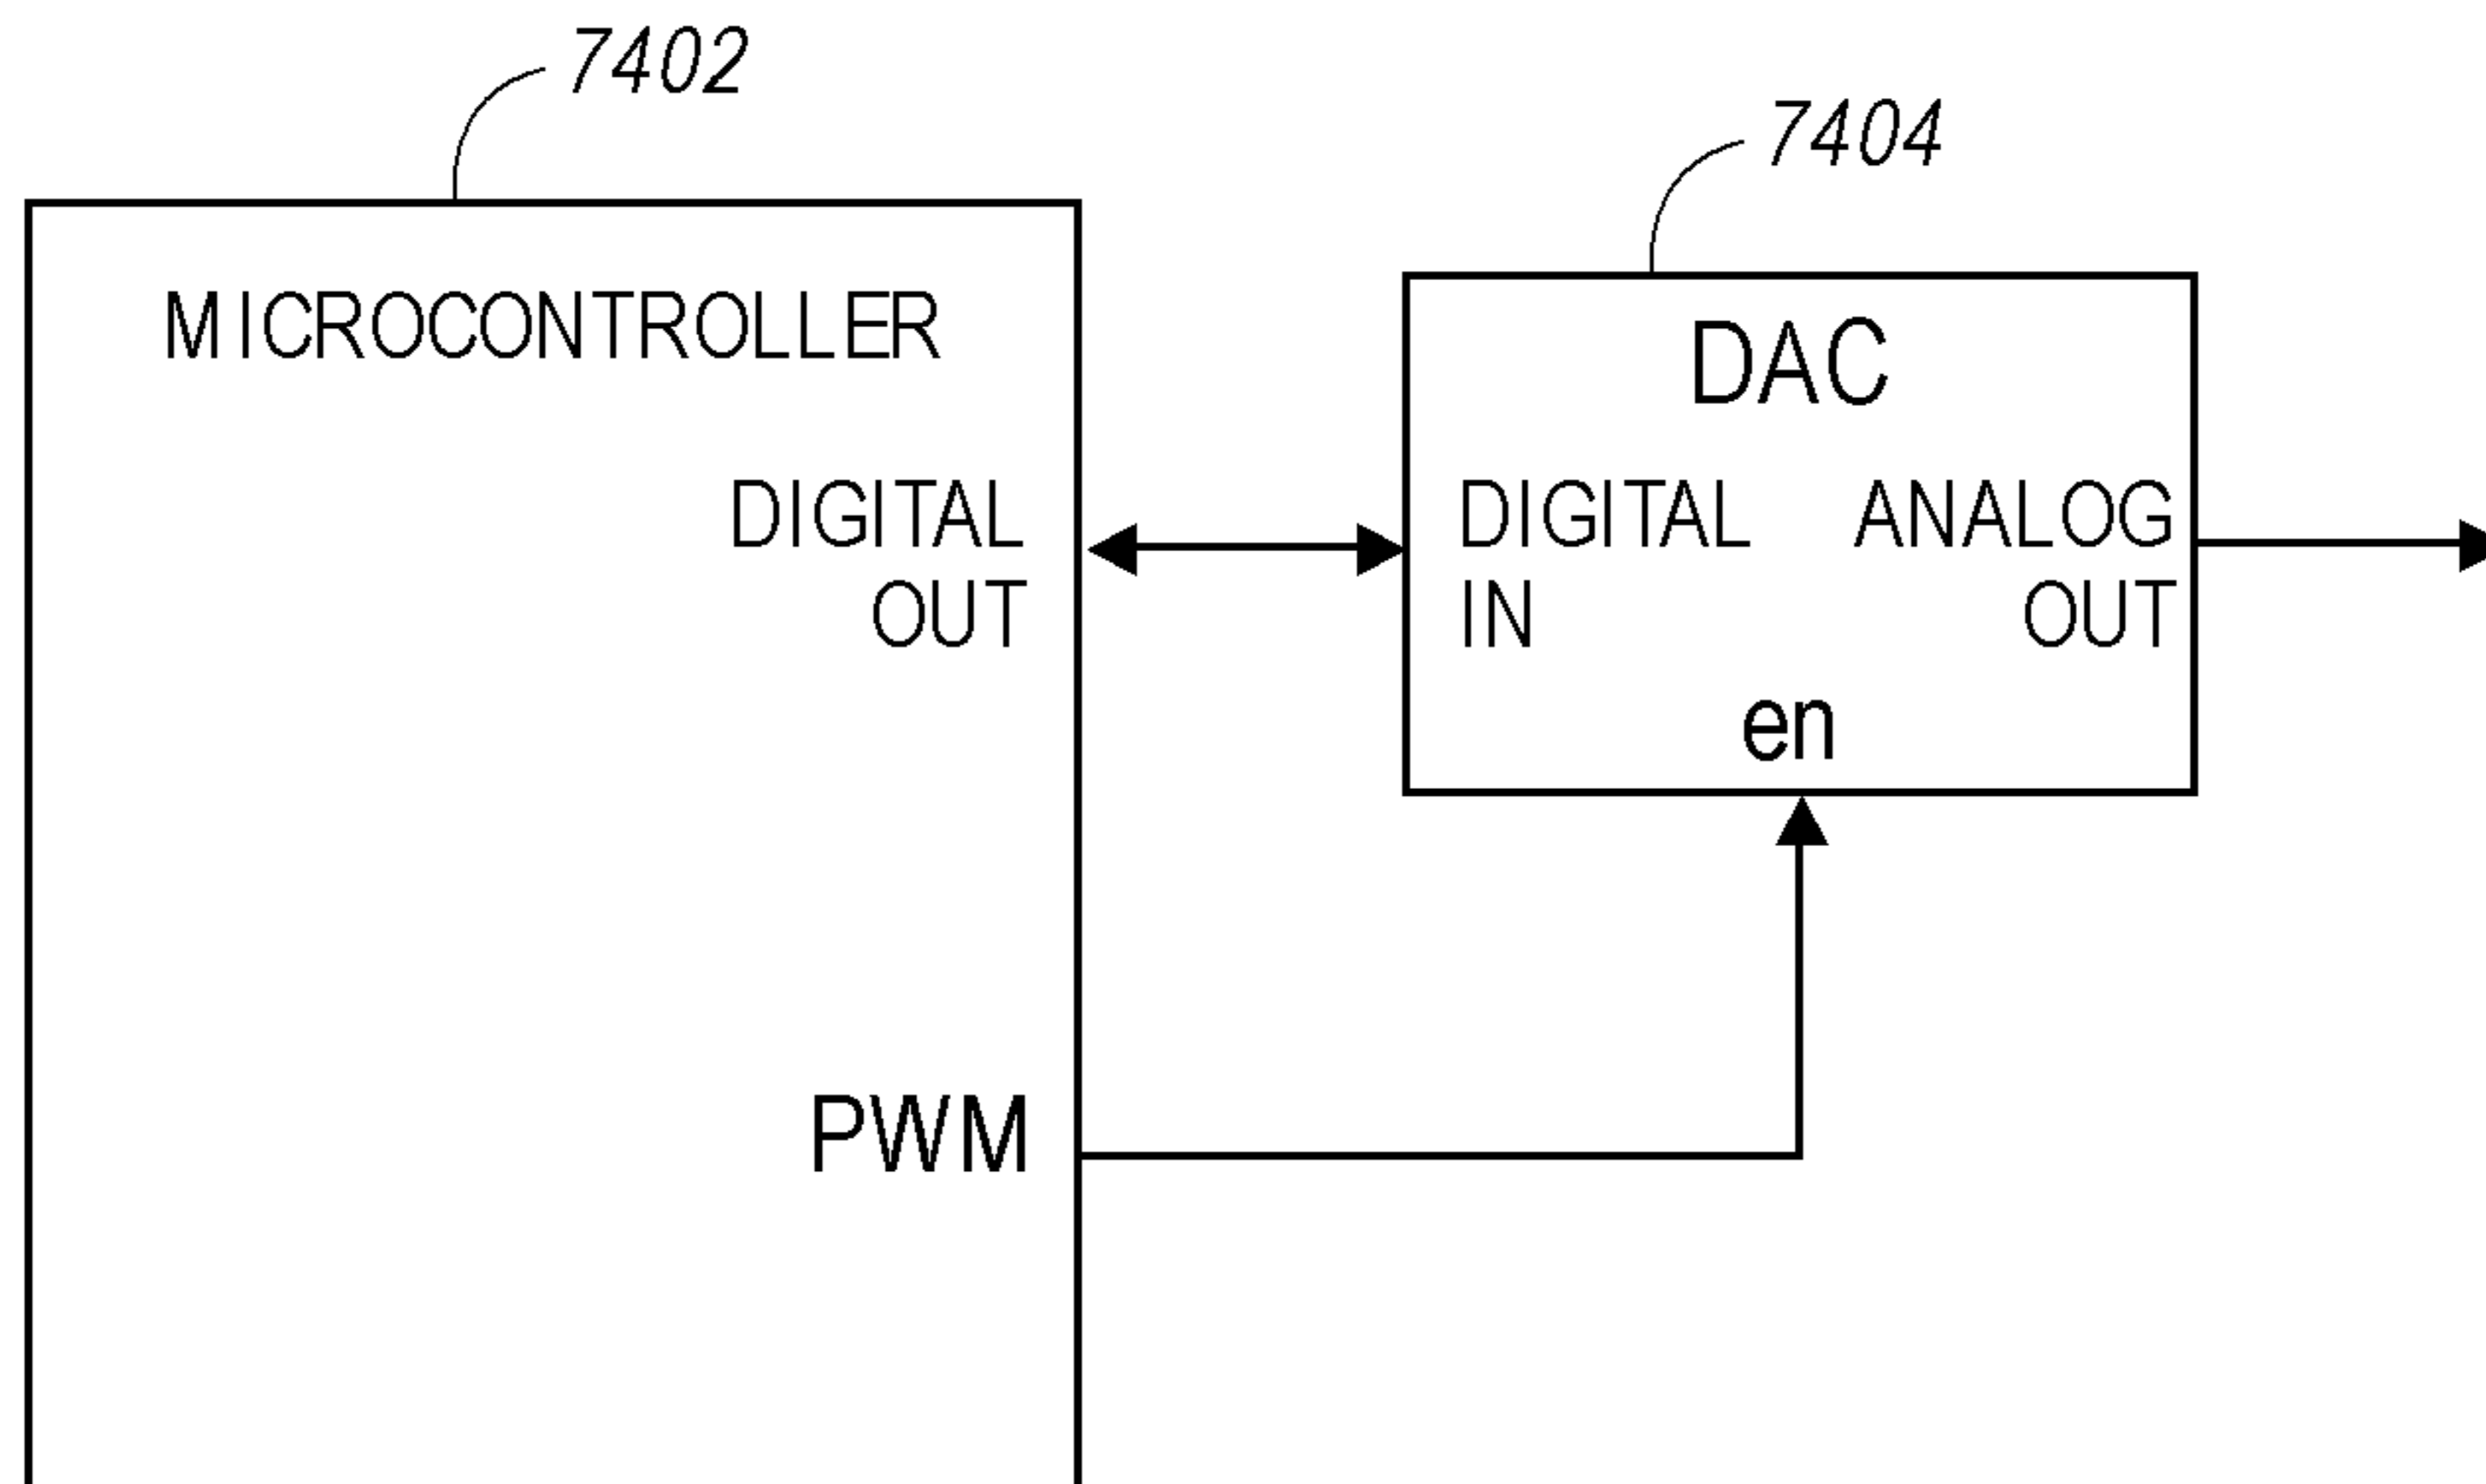 7402
7404
MICROCONTROLLER
DAC
DIGITAL
OUT
DIGITAL
IN
ANALOG
OUT
en
PWM